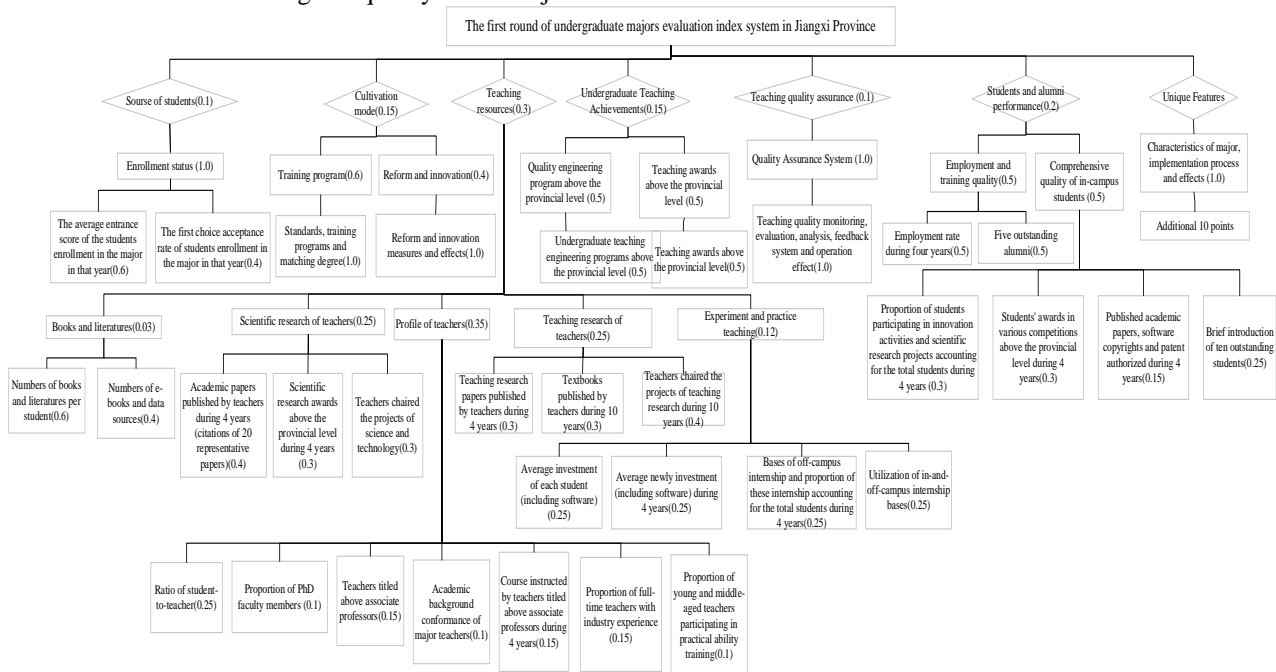 The first round of undergraduate majors evaluation index system in Jiangxi Province
Sourse of students(0.1)
Cultivation
mode(0.15)
Teaching
resources(0.3)
Undergraduate Teaching
Achievements(0.15)
Teaching quality assurance (0.1)
Students and alumni
performance(0.2)
Unique Features
Enrollment status (1.0)
Training program(0.6)
Reform and innovation(0.4)
Quality engineering
program above the
provincial level (0.5)
Teaching awards
above the provincial
level (0.5)
Quality Assurance System (1.0)
Employment and
training quality(0.5)
Comprehensive
quality of in-campus
students (0.5)
Characteristics of major,
implementation process
and effects (1.0)
The average entrance
score of the students
enrollment in the major
in that year(0.6)
The first choice acceptance
rate of students enrollment in
the major in that year(0.4)
Standards, training
programs and
matching degree(1.0)
Reform and innovation
measures and effects(1.0)
Undergraduate teaching
engineering programs above
the provincial level (0.5)
Teaching awards above
the provincial level(0.5)
Teaching quality monitoring,
evaluation, analysis, feedback
system and operation
effect(1.0)
Employment rate
during four years(0.5)
Five outstanding
alumni(0.5)
Additional 10 points
Books and literatures(0.03)
Scientific research of teachers(0.25)
Profile of teachers(0.35)
Teaching research of
teachers(0.25)
Experiment and practice
teaching(0.12)
Proportion of students
participating in innovation
activities and scientific
research projects accounting
for the total students during
4 years (0.3)
Students' awards in
various competitions
above the provincial
level during 4
years(0.3)
Published academic
papers, software
copyrights and patent
authorized during 4
years(0.15)
Brief introduction
of ten outstanding
students(0.25)
Numbers of books
and literatures per
student(0.6)
Numbers of e-
books and data
sources(0.4)
Academic papers
published by teachers
during 4 years
(citations of 20
representative
papers)(0.4)
Scientific
research awards
above the
provincial level
during 4 years
(0.3)
Teachers chaired
the projects of
science and
technology(0.3)
Teaching research
papers published
by teachers during
4 years (0.3)
Textbooks
published by
teachers during 10
years(0.3)
Teachers chaired the
projects of teaching
research during 10
years (0.4)
Average investment
of each student
(including software)
(0.25)
Average newly investment
(including software) during
4 years(0.25)
Bases of off-campus
internship and proportion of
these internship accounting
for the total students during
4 years(0.25)
Utilization of in-and-
off-campus internship
bases(0.25)
Ratio of student-
to-teacher(0.25)
Proportion of PhD
faculty members (0.1)
Teachers titled
above associate
professors(0.15)
Academic
background
conformance of
major teachers(0.1)
Course instructed
by teachers titled
above associate
professors during
4 years(0.15)
Proportion of full-
time teachers with
industry experience
(0.15)
Proportion of
young and middle-
aged teachers
participating in
practical ability
training(0.1)